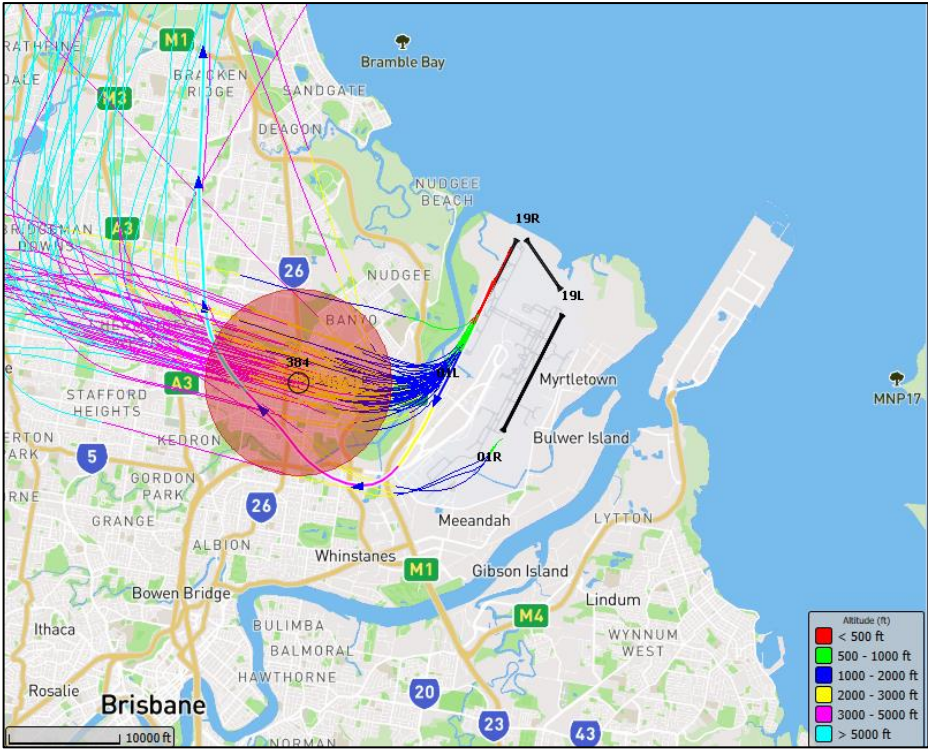 RATHPINE
M1
Bramble Bay
DALE
BRACKEN
RIDGE
M3
SANDGATE
DEAGON
NUDGEE
BEACH
BRIDGEMAN
DOWNS
A3
19R
26
NUDGEE
19L
BANYO
384
01L
A3
STAFFORD
HEIGHTS
Myrtletown
MNP17
KEDRON
Bulwer Island
5
01R
GORDON
PARK
26
GRANGE
Meeandah
LYTTON
ALBION
Whinstanes
M1
Gibson Island
Bowen Bridge
M4
Lindum
Ithaca
BULIMBA
BALMORAL
WYNNUM
WEST
HAWTHORNE
Rosalie
20
Brisbane
23
43
NORMAN
10000 ft
Altitude (ft)
< 500 ft
500 - 1000 ft
1000 - 2000 ft
2000 - 3000 ft
3000 - 5000 ft
> 5000 ft